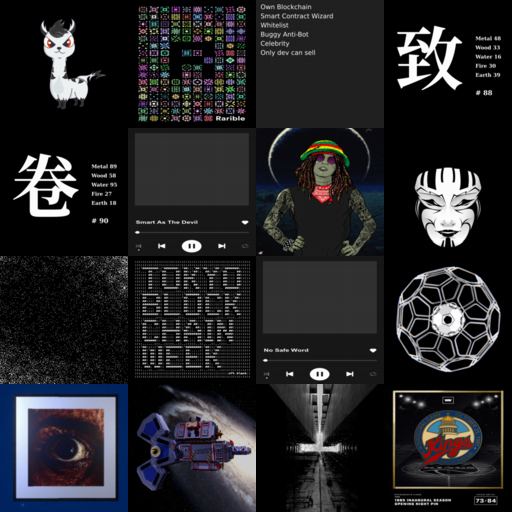 Rarible
Own Blockchain
Smart Contract Wizard
Whitelist
Buggy Anti-Bot
Celebrity
Only dev can sell
致
Metal 48
Wood 33
Water 16
Fire 30
Earth 39
# 88
卷
Metal 89
Wood 58
Water 95
Fire 27
Earth 18
# 90
Smart As The Devil
TOKYO
BLOCK
CHAIN
WEEK
No Safe Word
Kings
1985 INAUGURAL SEASON
OPENING NIGHT PIN
73/84